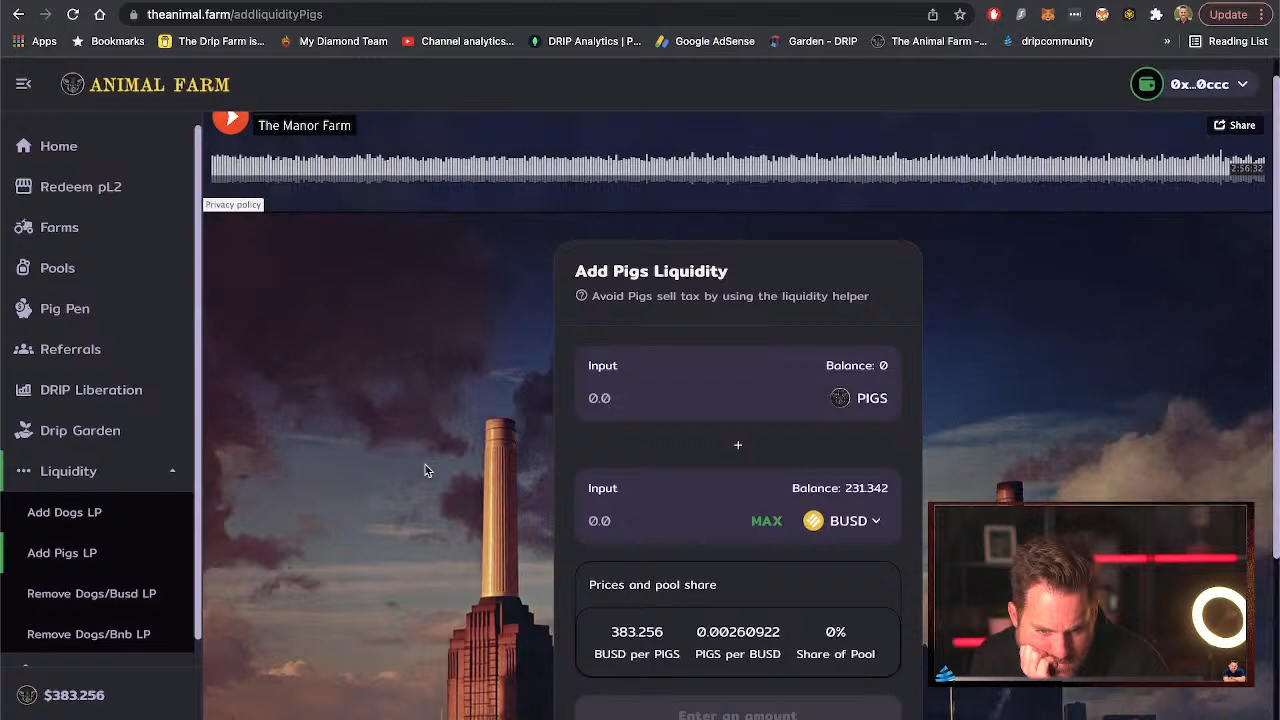 theanimal.farm/addliquidityPigs
Update
Apps
Bookmarks
The Drip Farm is...
My Diamond Team
Channel analytics...
DRIP Analytics | P...
Google AdSense
Garden - DRIP
The Animal Farm –...
dripcommunity
»
Reading List
ANIMAL FARM
0x...0ccc
Home
Redeem pL2
Farms
Pools
Pig Pen
Referrals
DRIP Liberation
Drip Garden
Liquidity
Add Dogs LP
Add Pigs LP
Remove Dogs/Busd LP
Remove Dogs/Bnb LP
$383.256
The Manor Farm
Share
2:56:32
Privacy policy
Add Pigs Liquidity
Avoid Pigs sell tax by using the liquidity helper
Input
Balance: 0
0.0
PIGS
+
Input
Balance: 231.342
0.0
MAX
BUSD
Prices and pool share
383.256
0.00260922
0%
BUSD per PIGS
PIGS per BUSD
Share of Pool
Enter an amount